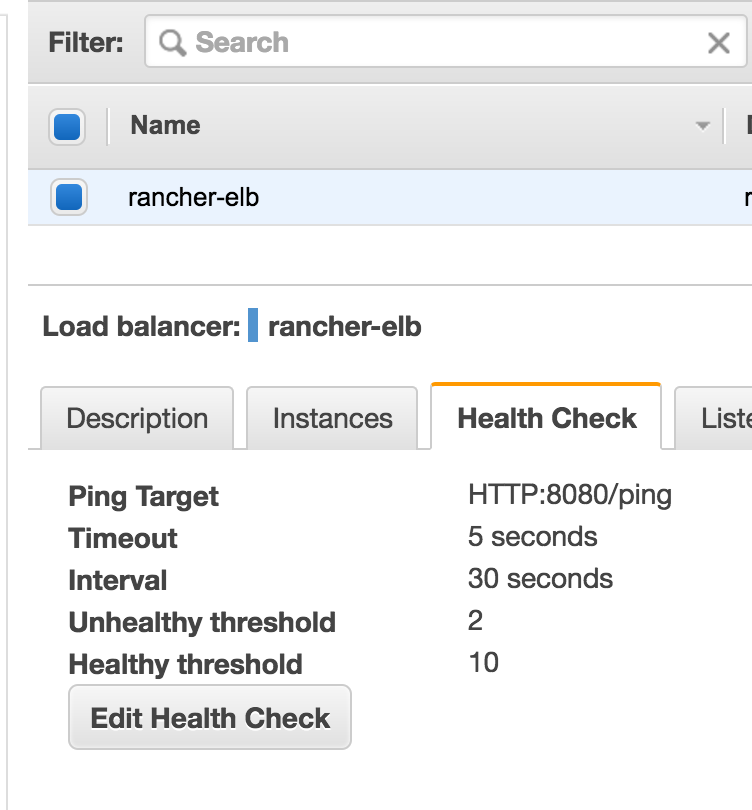 Filter: Search
Name
rancher-elb
Load balancer: rancher-elb
Description Instances Health Check
Ping Target HTTP:8080/ping
Timeout 5 seconds
Interval 30 seconds
Unhealthy threshold 2
Healthy threshold 10
Edit Health Check